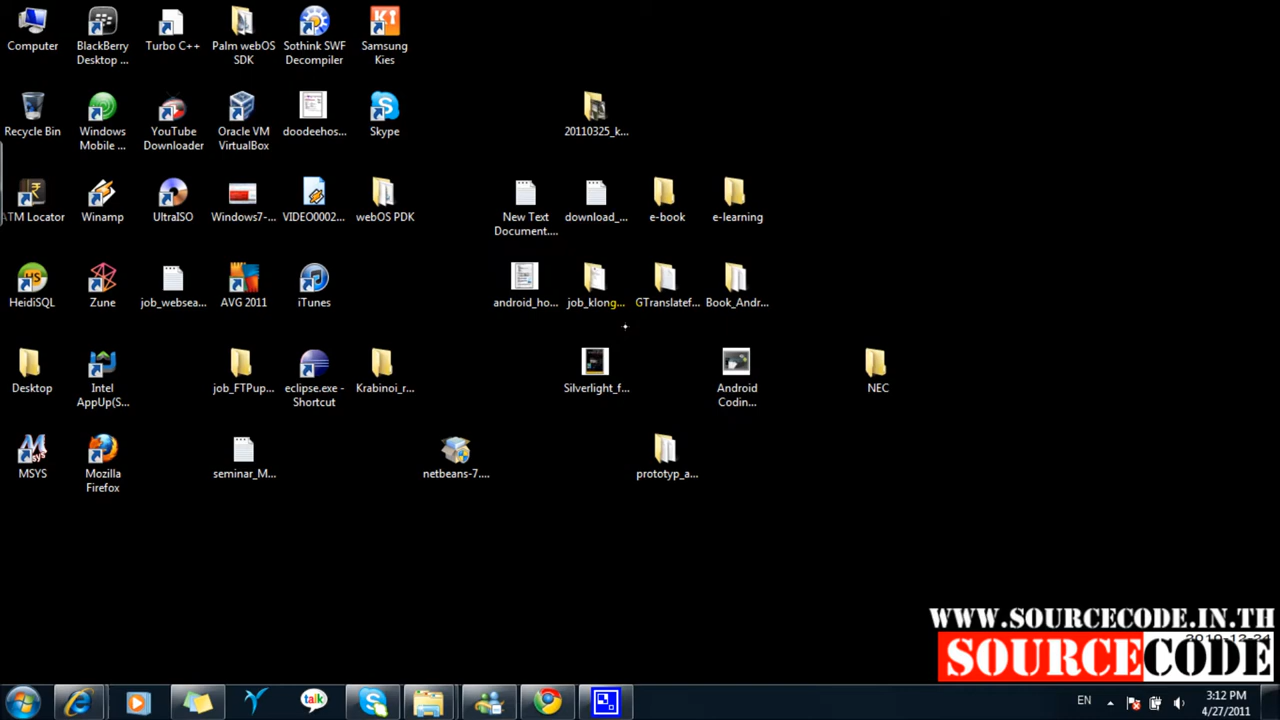 Computer
BlackBerry
Desktop ...
Turbo C++
Palm webOS
SDK
Sothink SWF
Decompiler
Samsung
Kies
Recycle Bin
Windows
Mobile ...
YouTube
Downloader
Oracle VM
VirtualBox
doodeehos...
Skype
20110325_k...
ATM Locator
Winamp
UltraISO
Windows7-...
VIDEO0002...
webOS PDK
New Text
Document....
download_...
e-book
e-learning
HeidiSQL
Zune
job_websea...
AVG 2011
iTunes
android_ho...
job_klong...
GTranslatef...
Book_Andr...
Desktop
Intel
AppUp(S...
job_FTPup...
eclipse.exe -
Shortcut
Krabinoi_r...
Silverlight_f...
Android
Codin...
NEC
MSYS
Mozilla
Firefox
seminar_M...
netbeans-7....
prototyp_a...
WWW.SOURCECODE.IN.TH
SOURCECODE
talk
EN
3:12 PM
4/27/2011